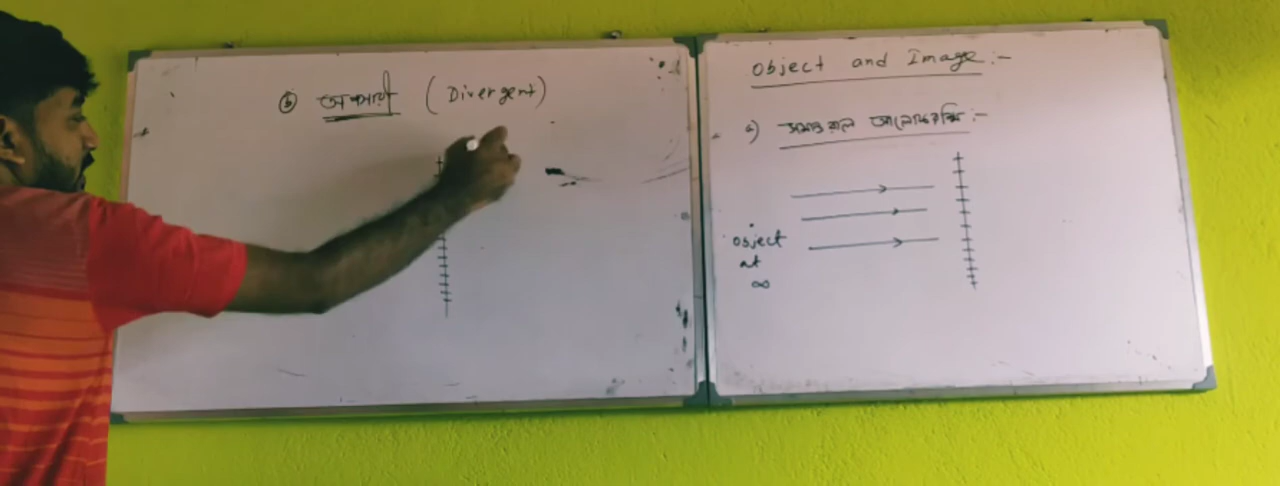 b) অপসারী (Divergent)
Object and Image :-
a) সমান্তরাল আলোকরশ্মি :-
object
at
∞